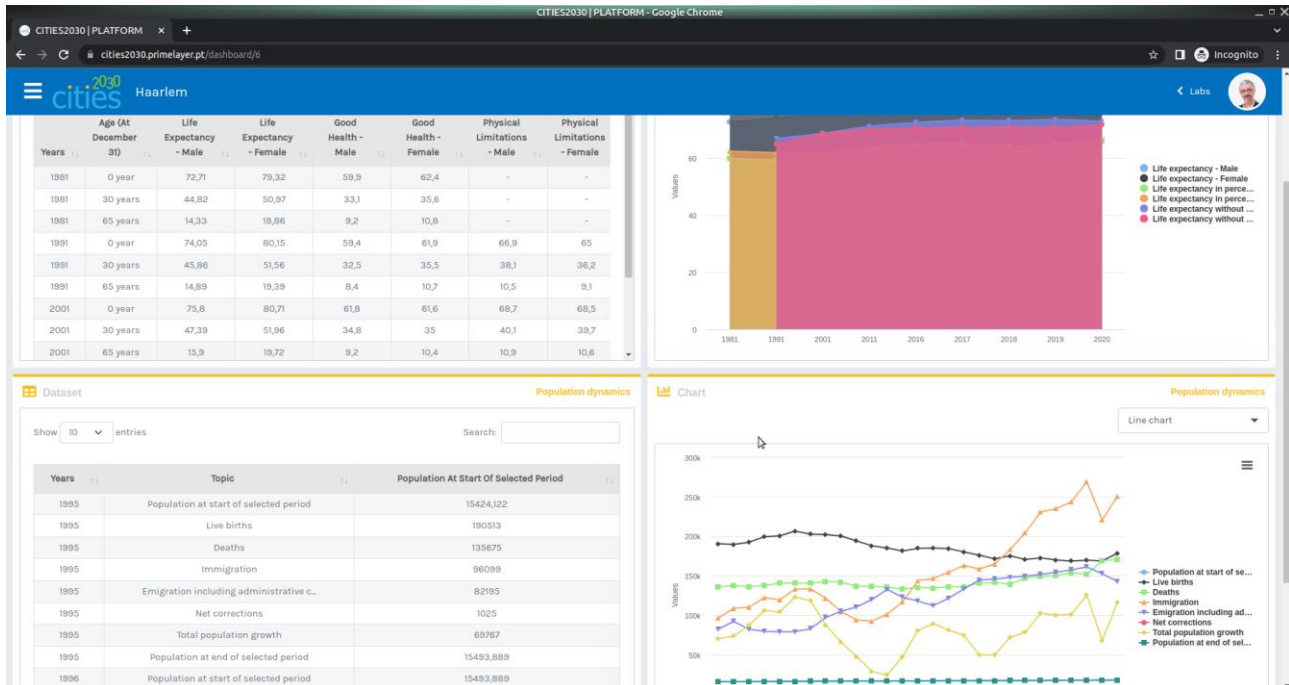 CITIES2030 | PLATFORM - Google Chrome
CITIES2030 | PLATFORM × +
cities2030.primelayer.pt/dashboard/6 Incognito
cities 2030 Haarlem Labs
Years Age (At December 31) Life Expectancy - Male Life Expectancy - Female Good Health - Male Good Health - Female Physical Limitations - Male Physical Limitations - Female
1981 0 year 72,71 79,32 59,9 62,4 - -
1981 30 years 44,82 50,97 33,1 35,6 - -
1981 65 years 14,33 18,86 9,2 10,8 - -
1991 0 year 74,05 80,15 59,4 61,9 66,9 65
1991 30 years 45,86 51,56 32,5 35,5 38,1 36,2
1991 65 years 14,89 19,39 8,4 10,7 10,5 9,1
2001 0 year 75,8 80,71 61,8 61,6 68,7 68,5
2001 30 years 47,39 51,96 34,8 35 40,1 39,7
2001 65 years 15,9 19,72 9,2 10,4 10,9 10,6
Values
60
40
20
0
1981 1991 2001 2011 2016 2017 2018 2019 2020
Life expectancy - Male
Life expectancy - Female
Life expectancy in perce...
Life expectancy in perce...
Life expectancy without ...
Life expectancy without ...
Dataset Population dynamics
Show 10 entries Search:
Years Topic Population At Start Of Selected Period
1995 Population at start of selected period 15424,122
1995 Live births 190513
1995 Deaths 135675
1995 Immigration 96099
1995 Emigration including administrative c... 82195
1995 Net corrections 1025
1995 Total population growth 69767
1995 Population at end of selected period 15493,889
1996 Population at start of selected period 15493,889
Chart Population dynamics
Line chart
Values
300k
250k
200k
150k
100k
50k
Population at start of se...
Live births
Deaths
Immigration
Emigration including ad...
Net corrections
Total population growth
Population at end of sel...